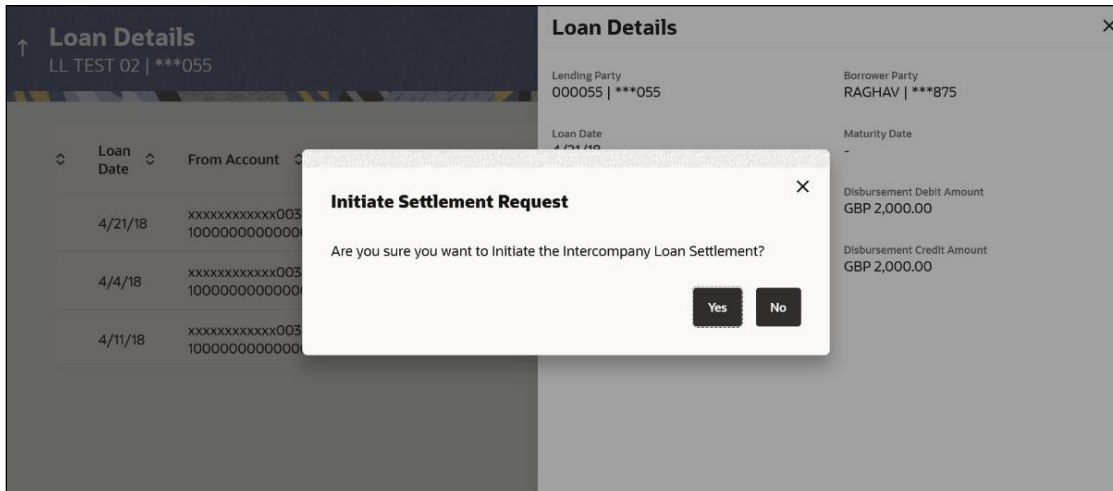 Loan Details
LL TEST 02 | ***055
Loan Date
From Account
4/21/18
xxxxxxxxxxxx003
4/4/18
xxxxxxxxxxxx003
4/11/18
xxxxxxxxxxxx003
Loan Details
Lending Party
000055 | ***055
Borrower Party
RAGHAV | ***875
Loan Date
4/21/18
Maturity Date
-
Disbursement Debit Amount
GBP 2,000.00
Disbursement Credit Amount
GBP 2,000.00
Initiate Settlement Request
Are you sure you want to Initiate the Intercompany Loan Settlement?
Yes
No